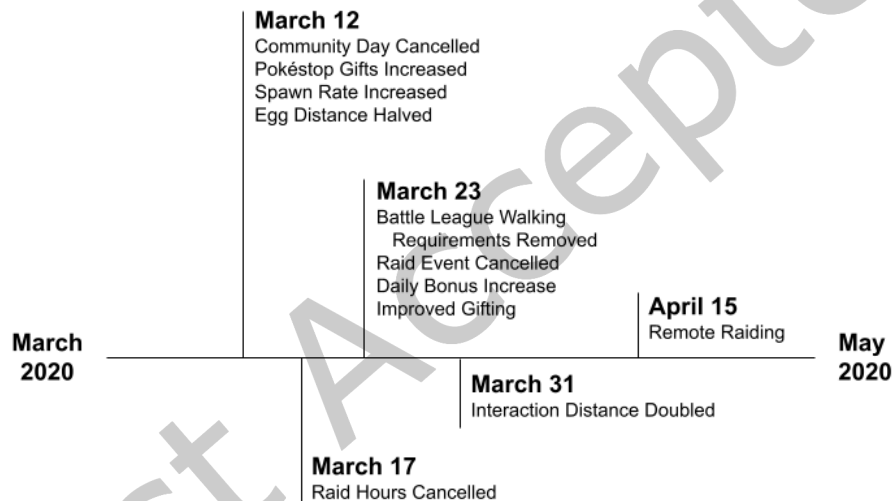 March 12
Community Day Cancelled
Pokéstop Gifts Increased
Spawn Rate Increased
Egg Distance Halved
March 23
Battle League Walking
Requirements Removed
Raid Event Cancelled
Daily Bonus Increase
Improved Gifting
April 15
Remote Raiding
March
2020
May
2020
March 31
Interaction Distance Doubled
March 17
Raid Hours Cancelled